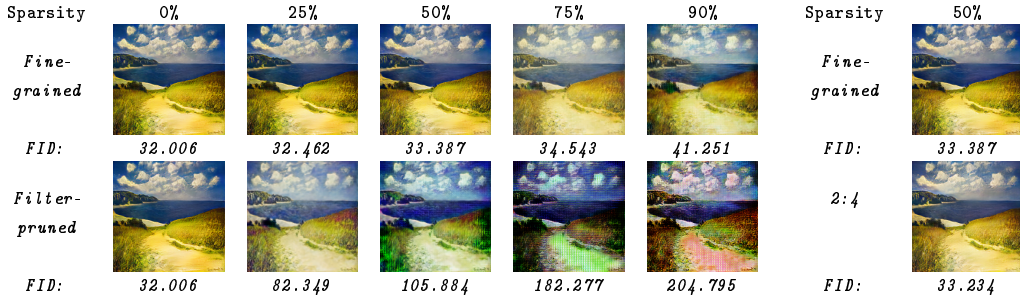 Sparsity 0% 25% 50% 75% 90% Sparsity 50%
Fine-grained Fine-grained
FID: 32.006 32.462 33.387 34.543 41.251 FID: 33.387
Filter-pruned 2:4
FID: 32.006 82.349 105.884 182.277 204.795 FID: 33.234